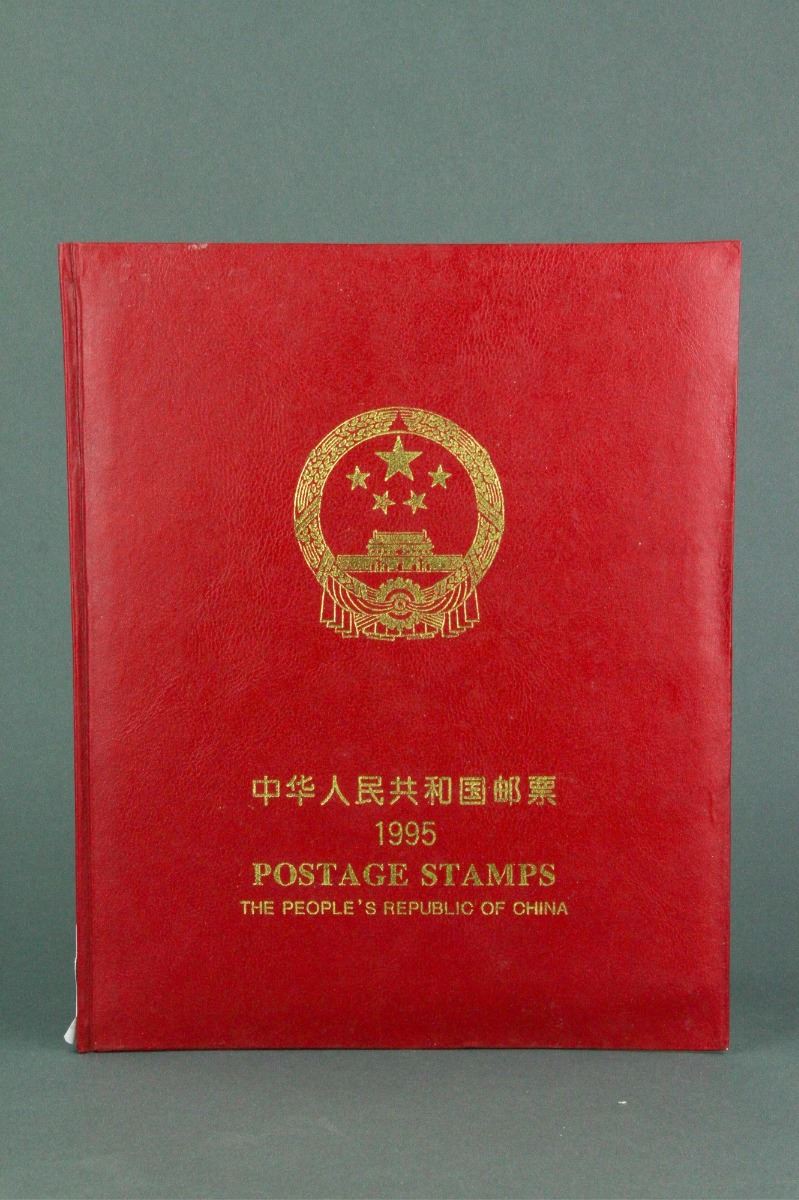 中华人民共和国邮票
1995
POSTAGE STAMPS
THE PEOPLE'S REPUBLIC OF CHINA